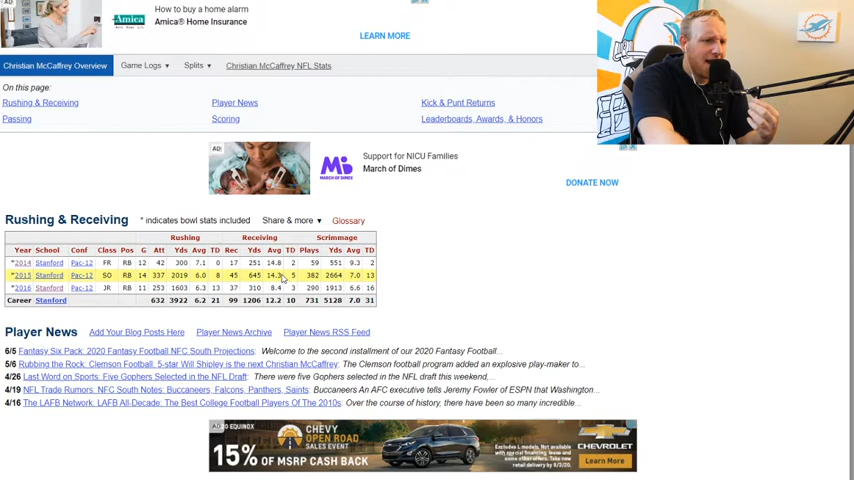 AD
How to buy a home alarm
Amica
Amica® Home Insurance
LEARN MORE
Christian McCaffrey Overview Game Logs ▼ Splits ▼ Christian McCaffrey NFL Stats
On this page:
Rushing & Receiving Player News Kick & Punt Returns
Passing Scoring Leaderboards, Awards, & Honors
AD
Support for NICU Families
March of Dimes
MARCH OF DIMES
DONATE NOW
Rushing & Receiving * indicates bowl stats included Share & more ▼ Glossary
Rushing Receiving Scrimmage
Year School Conf Class Pos G Att Yds Avg TD Rec Yds Avg TD Plays Yds Avg TD
*2014 Stanford Pac-12 FR RB 12 42 300 7.1 0 17 251 14.8 2 59 551 9.3 2
*2015 Stanford Pac-12 SO RB 14 337 2019 6.0 8 45 645 14.3 5 382 2664 7.0 13
*2016 Stanford Pac-12 JR RB 11 253 1603 6.3 13 37 310 8.4 3 290 1913 6.6 16
Career Stanford 632 3922 6.2 21 99 1206 12.2 10 731 5128 7.0 31
Player News Add Your Blog Posts Here Player News Archive Player News RSS Feed
6/5 Fantasy Six Pack: 2020 Fantasy Football NFC South Projections: Welcome to the second installment of our 2020 Fantasy Football...
5/6 Rubbing the Rock: Clemson Football: 5-star Will Shipley is the next Christian McCaffrey: The Clemson football program added an explosive play-maker to...
4/26 Last Word on Sports: Five Gophers Selected in the NFL Draft: There were five Gophers selected in the NFL draft this weekend,...
4/19 NFL Trade Rumors: NFC South Notes: Buccaneers, Falcons, Panthers, Saints: Buccaneers An AFC executive tells Jeremy Fowler of ESPN that Washington...
4/16 The LAFB Network: LAFB All-Decade: The Best College Football Players Of The 2010s: Over the course of history, there have been so many incredible...
2020 EQUINOX
15% OF MSRP CASH BACK
CHEVY
OPEN ROAD
SALES EVENT
CHEVROLET
Learn More